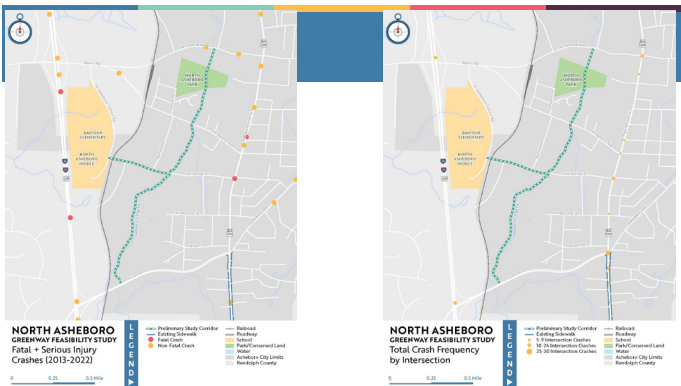 NORTH
ASHEBORO
PARK
BALFOUR
ELEMENTARY
NORTH
ASHEBORO
MIDDLE
NORTH ASHEBORO
GREENWAY FEASIBILITY STUDY
Fatal + Serious Injury
Crashes (2013-2022)
0 0.25 0.5 Mile
LEGEND
Preliminary Study Corridor
Existing Sidewalk
Fatal Crash
Non-Fatal Crash
Railroad
Roadway
School
Park/Conserved Land
Water
Asheboro City Limits
Randolph County
NORTH
ASHEBORO
PARK
BALFOUR
ELEMENTARY
NORTH
ASHEBORO
MIDDLE
NORTH ASHEBORO
GREENWAY FEASIBILITY STUDY
Total Crash Frequency
by Intersection
0 0.25 0.5 Mile
LEGEND
Preliminary Study Corridor
Existing Sidewalk
5-9 Intersection Crashes
10-24 Intersection Crashes
25-30 Intersection Crashes
Railroad
Roadway
School
Park/Conserved Land
Water
Asheboro City Limits
Randolph County